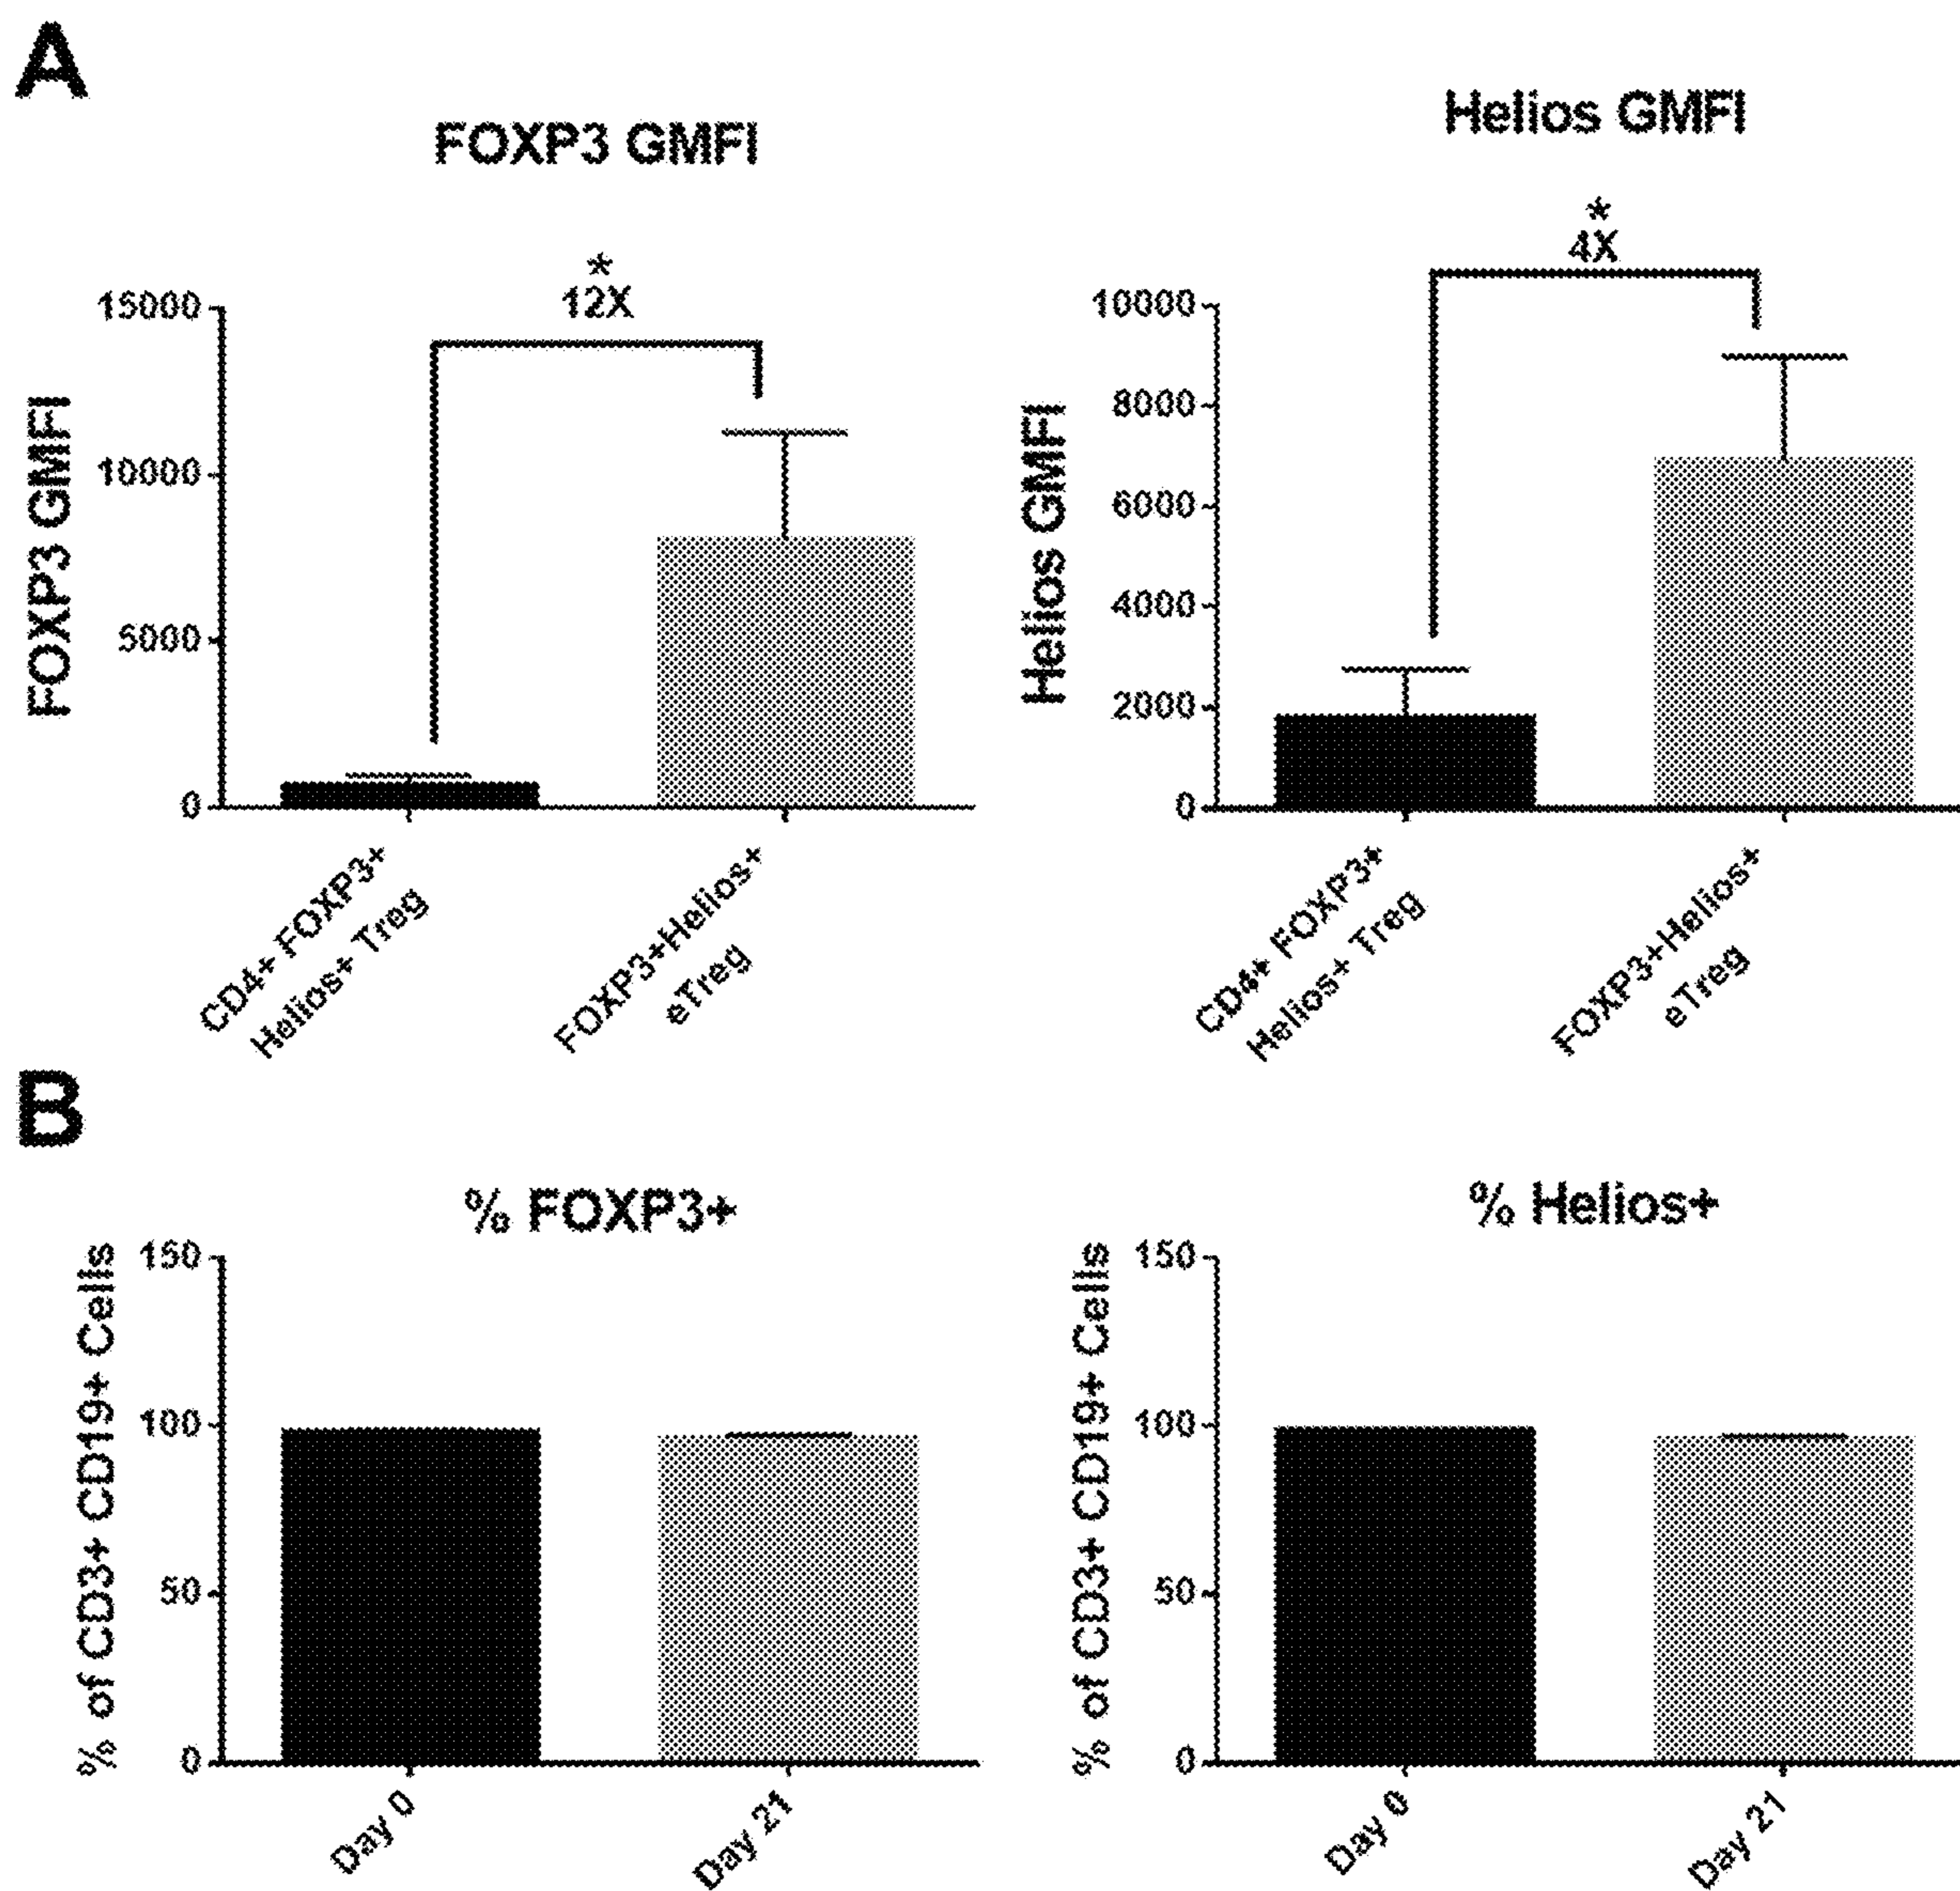 A
FOXP3 GMFI
*
12X
FOXP3 GMFI
15000
10000
5000
0
CD4+ FOXP3+
Helios+ Treg
FOXP3+Helios+
eTreg
Helios GMFI
*
4X
Helios GMFI
10000
8000
6000
4000
2000
0
CD4+ FOXP3+
Helios+ Treg
FOXP3+Helios+
eTreg
B
% FOXP3+
% of CD3+ CD19+ Cells
150
100
50
0
Day 0
Day 21
% Helios+
% of CD3+ CD19+ Cells
150
100
50
0
Day 0
Day 21